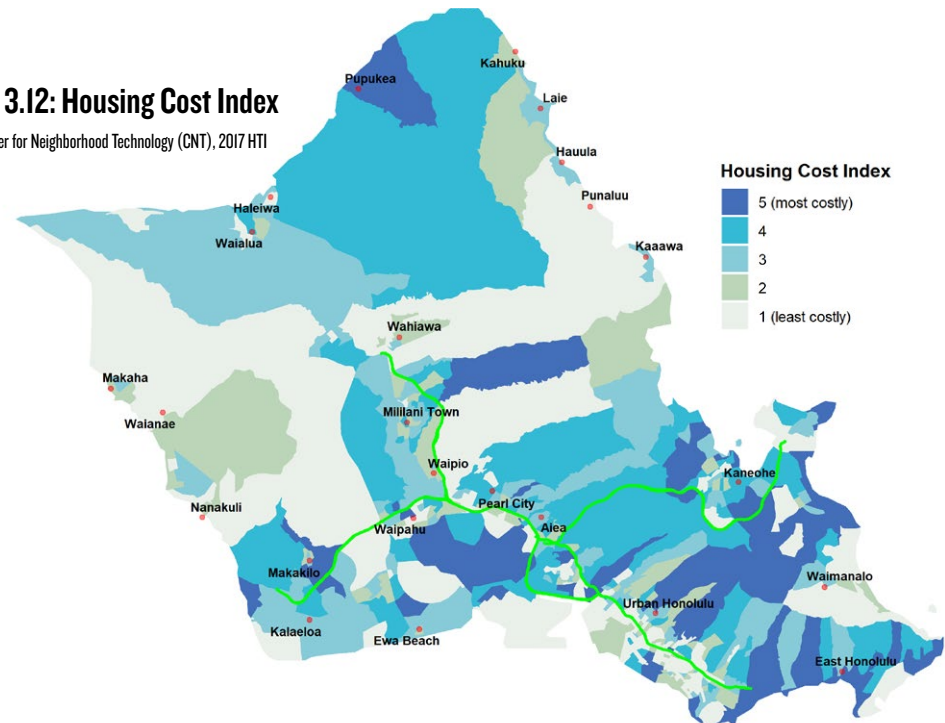 3.12: Housing Cost Index
er for Neighborhood Technology (CNT), 2017 HTI
Pupukea
Kahuku
Laie
Hauula
Punaluu
Haleiwa
Waialua
Kaaawa
Housing Cost Index
5 (most costly)
4
3
2
1 (least costly)
Wahiawa
Makaha
Waianae
Mililani Town
Waipio
Kaneohe
Nanakuli
Pearl City
Waipahu
Aiea
Makakilo
Waimanalo
Urban Honolulu
Kalaeloa
Ewa Beach
East Honolulu